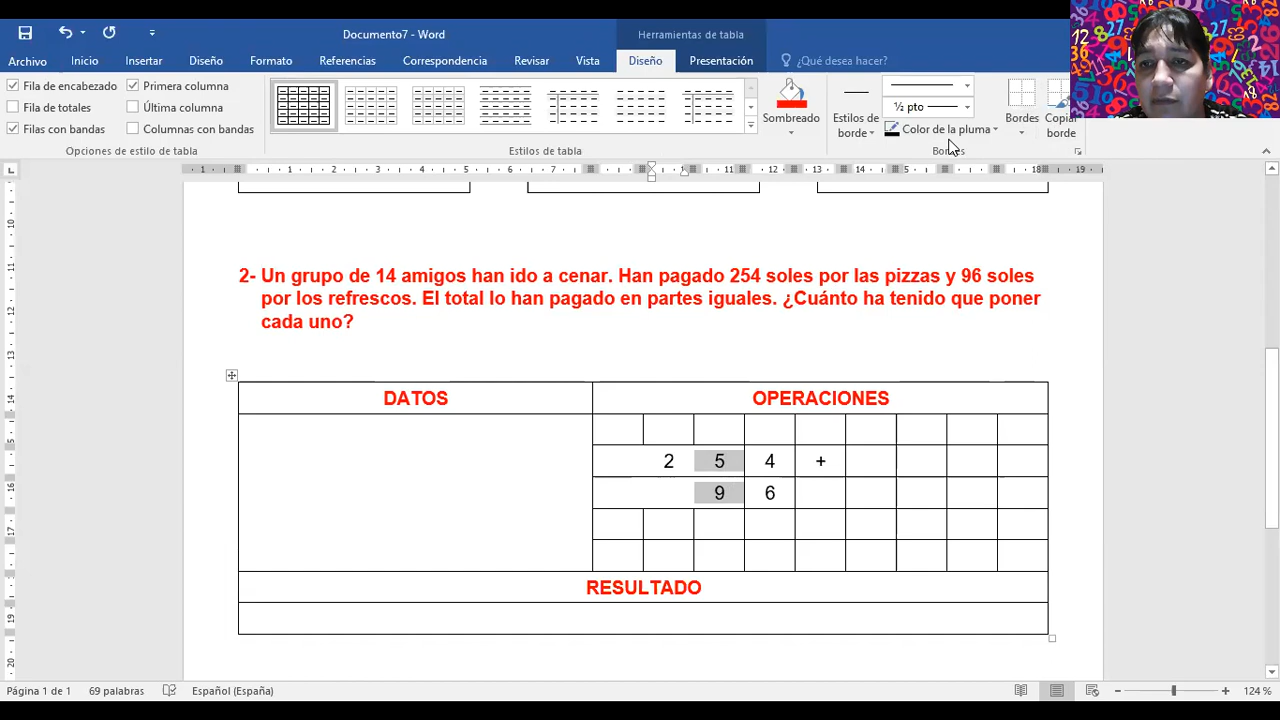 Documento7 - Word
Herramientas de tabla
Archivo Inicio Insertar Diseño Formato Referencias Correspondencia Revisar Vista Diseño Presentación ¿Qué desea hacer?
Fila de encabezado Primera columna
Fila de totales Última columna
Filas con bandas Columnas con bandas
Opciones de estilo de tabla
Estilos de tabla
Sombreado
Estilos de borde
½ pto
Color de la pluma
Bordes
Copiar borde
2- Un grupo de 14 amigos han ido a cenar. Han pagado 254 soles por las pizzas y 96 soles
por los refrescos. El total lo han pagado en partes iguales. ¿Cuánto ha tenido que poner
cada uno?
DATOS OPERACIONES
2 5 4 +
9 6
RESULTADO
Página 1 de 1 69 palabras Español (España) 124 %